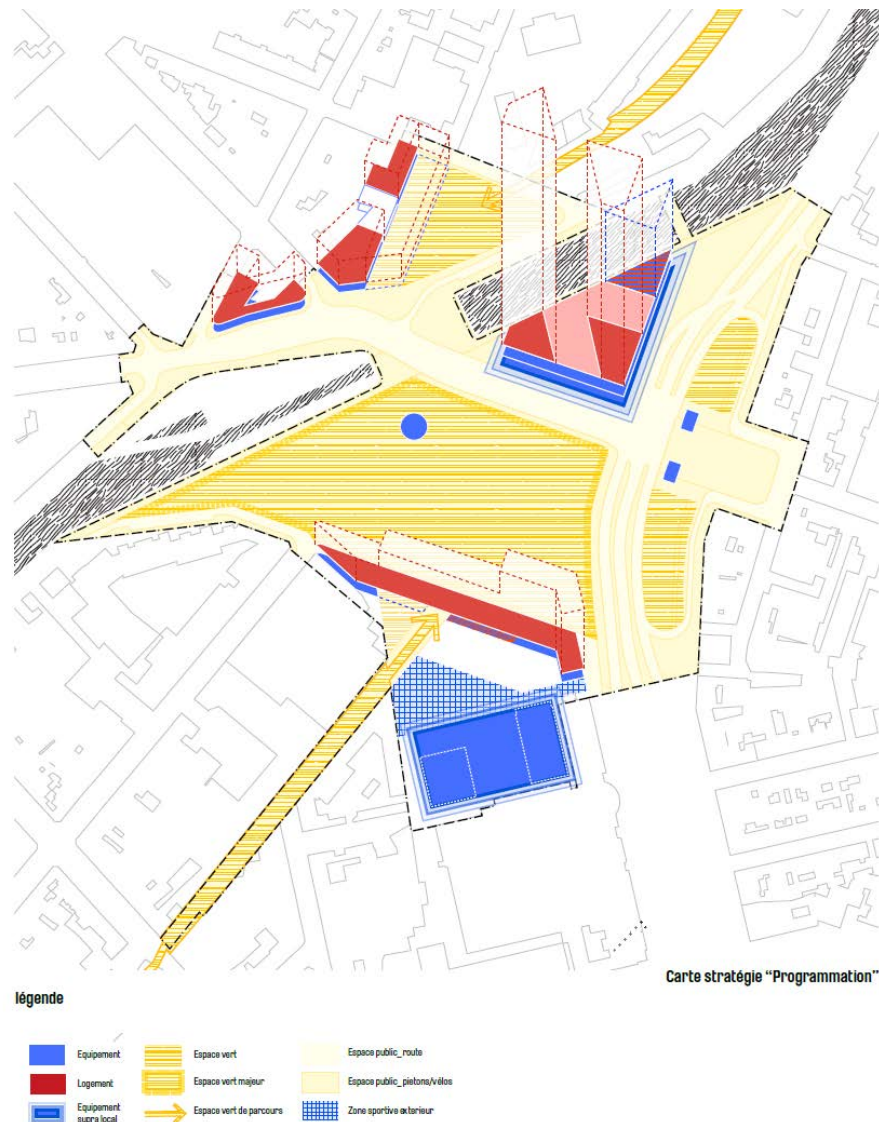 Carte stratégie "Programmation"
légende
Equipement
Espace vert
Espace public_route
Logement
Espace vert majeur
Espace public_pietons/vélos
Equipement
supra local
Espace vert de parcours
Zone sportive exterieur